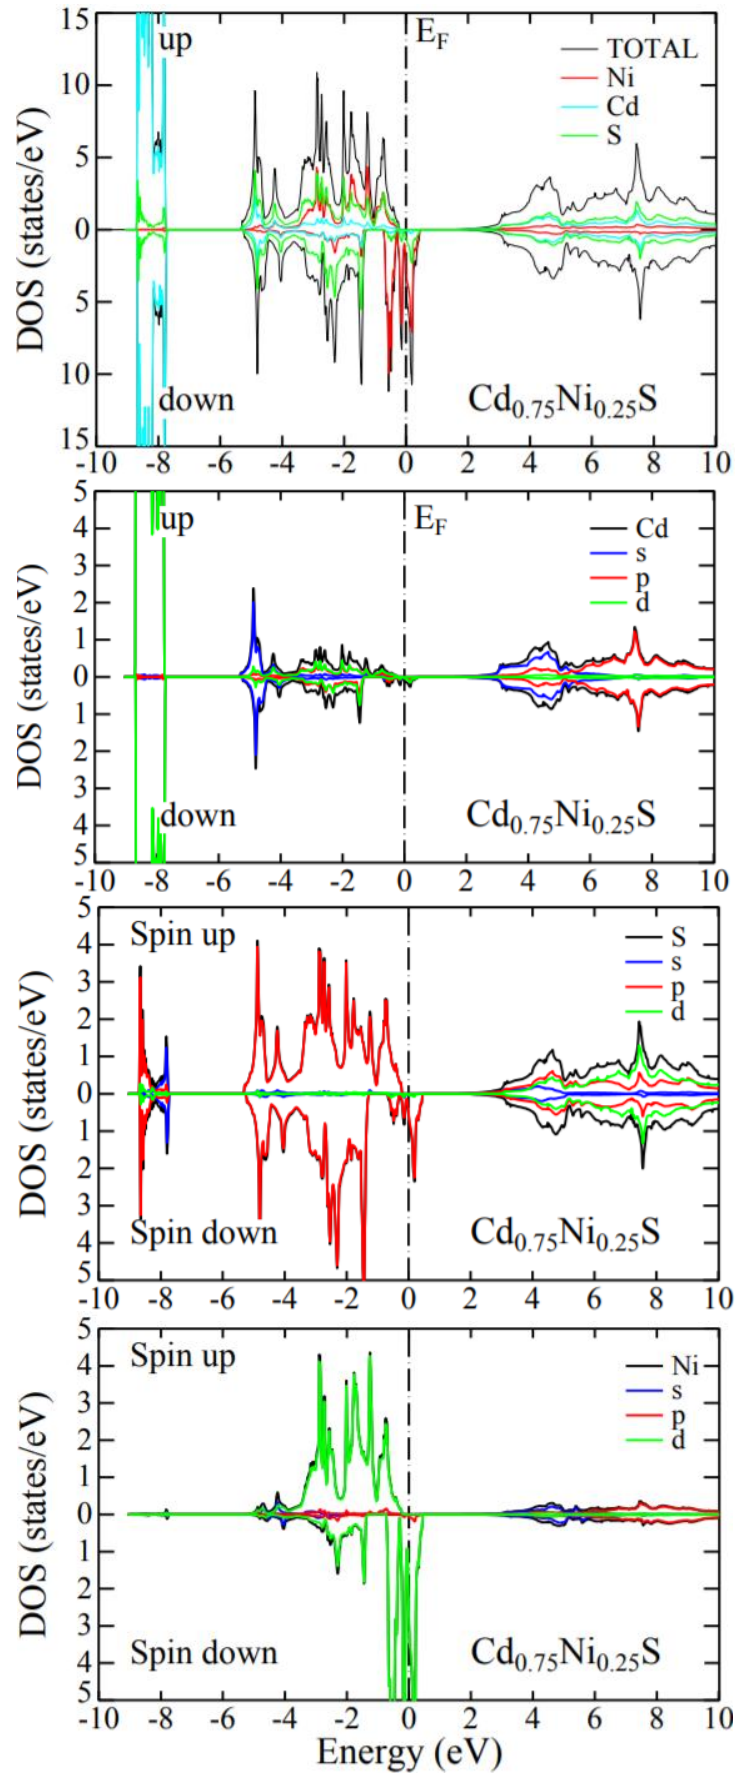 15
up
E_F
TOTAL
Ni
Cd
S
10
5
0
5
10
15
DOS (states/eV)
down
Cd0.75Ni0.25S
-10 -8 -6 -4 -2 0 2 4 6 8 10
5
up
E_F
Cd
s
p
d
4
3
2
1
0
1
2
3
4
5
DOS (states/eV)
down
Cd0.75Ni0.25S
-10 -8 -6 -4 -2 0 2 4 6 8 10
5
Spin up
S
s
p
d
4
3
2
1
0
1
2
3
4
5
DOS (states/eV)
Spin down
Cd0.75Ni0.25S
-10 -8 -6 -4 -2 0 2 4 6 8 10
5
Spin up
Ni
s
p
d
4
3
2
1
0
1
2
3
4
5
DOS (states/eV)
Spin down
Cd0.75Ni0.25S
-10 -8 -6 -4 -2 0 2 4 6 8 10
Energy (eV)